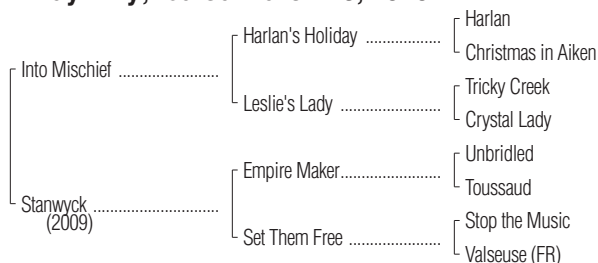 Harlan
Harlan's Holiday ....................
Christmas in Aiken
Into Mischief ..........................
Tricky Creek
Leslie's Lady ...........................
Crystal Lady
Unbridled
Empire Maker..........................
Toussaud
Stanwyck .................................
(2009)
Stop the Music
Set Them Free .........................
Valseuse (FR)